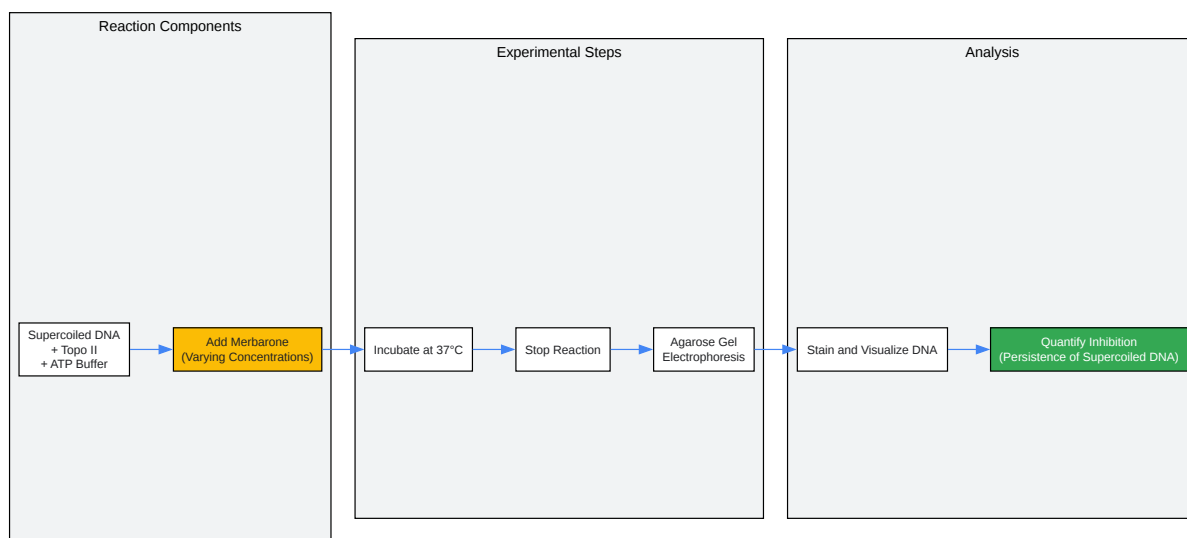 Reaction Components
Supercoiled DNA
+ Topo II
+ ATP Buffer
Add Merbarone
(Varying Concentrations)
Experimental Steps
Incubate at 37°C
Stop Reaction
Agarose Gel
Electrophoresis
Analysis
Stain and Visualize DNA
Quantify Inhibition
(Persistence of Supercoiled DNA)